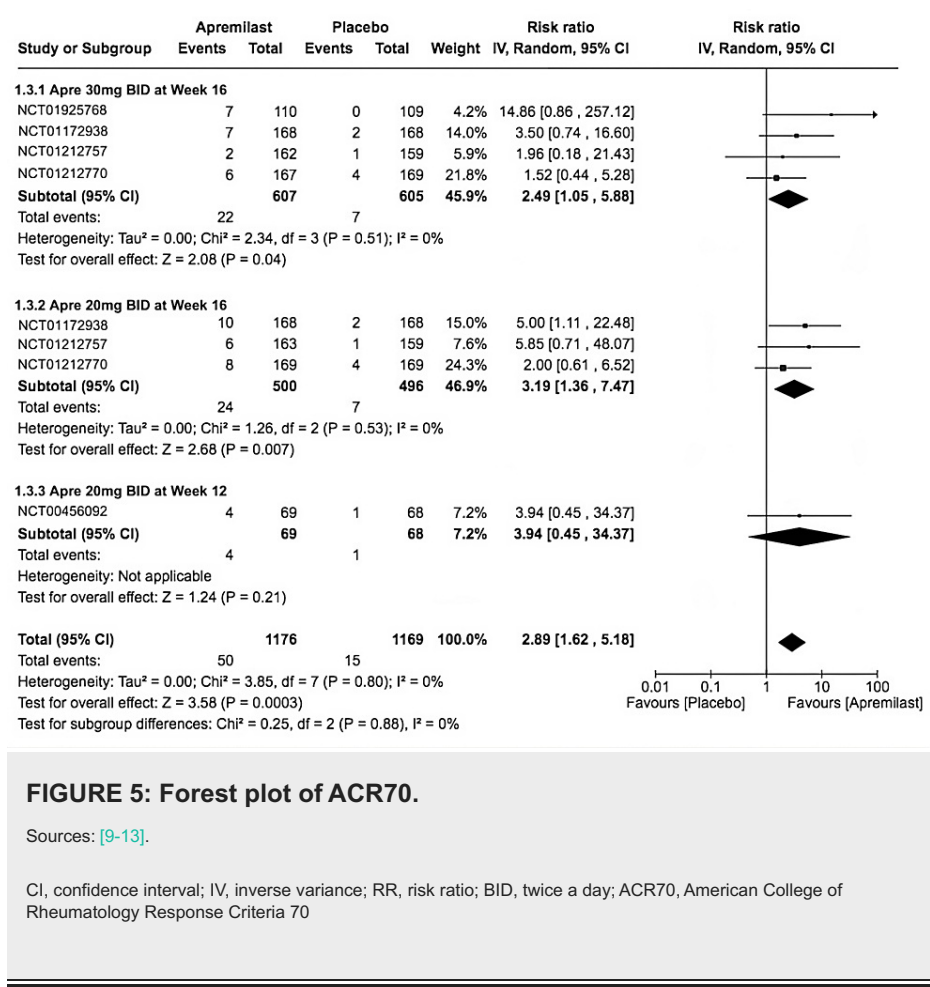 Apremilast Placebo Risk ratio Risk ratio
Study or Subgroup Events Total Events Total Weight IV, Random, 95% CI IV, Random, 95% CI
1.3.1 Apre 30mg BID at Week 16
NCT01925768 7 110 0 109 4.2% 14.86 [0.86 , 257.12]
NCT01172938 7 168 2 168 14.0% 3.50 [0.74 , 16.60]
NCT01212757 2 162 1 159 5.9% 1.96 [0.18 , 21.43]
NCT01212770 6 167 4 169 21.8% 1.52 [0.44 , 5.28]
Subtotal (95% CI) 607 605 45.9% 2.49 [1.05 , 5.88]
Total events: 22 7
Heterogeneity: Tau² = 0.00; Chi² = 2.34, df = 3 (P = 0.51); I² = 0%
Test for overall effect: Z = 2.08 (P = 0.04)
1.3.2 Apre 20mg BID at Week 16
NCT01172938 10 168 2 168 15.0% 5.00 [1.11 , 22.48]
NCT01212757 6 163 1 159 7.6% 5.85 [0.71 , 48.07]
NCT01212770 8 169 4 169 24.3% 2.00 [0.61 , 6.52]
Subtotal (95% CI) 500 496 46.9% 3.19 [1.36 , 7.47]
Total events: 24 7
Heterogeneity: Tau² = 0.00; Chi² = 1.26, df = 2 (P = 0.53); I² = 0%
Test for overall effect: Z = 2.68 (P = 0.007)
1.3.3 Apre 20mg BID at Week 12
NCT00456092 4 69 1 68 7.2% 3.94 [0.45 , 34.37]
Subtotal (95% CI) 69 68 7.2% 3.94 [0.45 , 34.37]
Total events: 4 1
Heterogeneity: Not applicable
Test for overall effect: Z = 1.24 (P = 0.21)
Total (95% CI) 1176 1169 100.0% 2.89 [1.62 , 5.18]
Total events: 50 15
Heterogeneity: Tau² = 0.00; Chi² = 3.85, df = 7 (P = 0.80); I² = 0%
Test for overall effect: Z = 3.58 (P = 0.0003)
Test for subgroup differences: Chi² = 0.25, df = 2 (P = 0.88), I² = 0%
0.01 0.1 1 10 100
Favours [Placebo] Favours [Apremilast]
FIGURE 5: Forest plot of ACR70.
Sources: [9-13].
CI, confidence interval; IV, inverse variance; RR, risk ratio; BID, twice a day; ACR70, American College of
Rheumatology Response Criteria 70